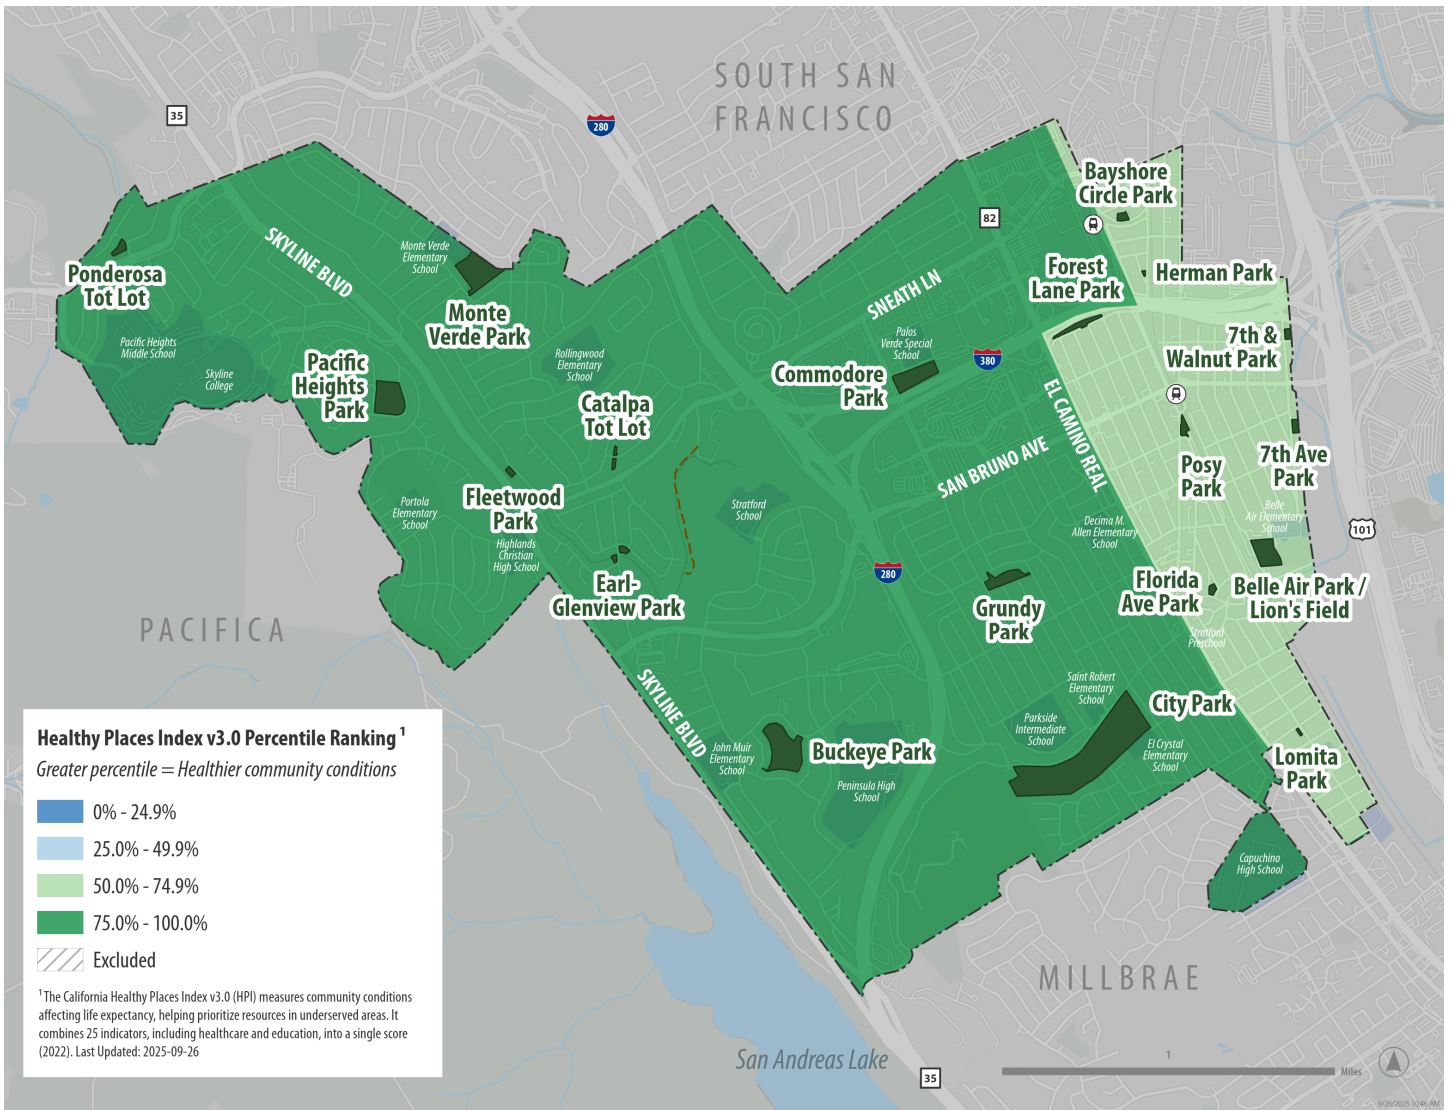 SOUTH SAN
FRANCISCO
35
280
Bayshore
Circle Park
82
SKYLINE BLVD
Monte Verde
Elementary
School
Ponderosa
Tot Lot
Forest
Lane Park
Herman Park
SNEATH LN
Monte
Verde Park
Pacific Heights
Middle School
Palos
Verde Special
School
7th &
Walnut Park
Rollingwood
Elementary
School
380
Skyline
College
Pacific
Heights
Park
Commodore
Park
Catalpa
Tot Lot
EL CAMINO REAL
SAN BRUNO AVE
Posy
Park
7th Ave
Park
Fleetwood
Park
Portola
Elementary
School
Stratford
School
Belle
Air Elementary
School
Decima M.
Allen Elementary
School
101
Highlands
Christian
High School
280
Earl-
Glenview Park
Grundy
Park
Florida
Ave Park
Belle Air Park /
Lion's Field
PACIFICA
Stratford
Preschool
SKYLINE BLVD
Saint Robert
Elementary
School
City Park
Parkside
Intermediate
School
John Muir
Elementary
School
Buckeye Park
El Crystal
Elementary
School
Lomita
Park
Peninsula High
School
Capuchino
High School
MILLBRAE
San Andreas Lake
35
1
Miles
9/26/2025 10:46 AM
Healthy Places Index v3.0 Percentile Ranking 1
Greater percentile = Healthier community conditions
0% - 24.9%
25.0% - 49.9%
50.0% - 74.9%
75.0% - 100.0%
Excluded
1 The California Healthy Places Index v3.0 (HPI) measures community conditions
affecting life expectancy, helping prioritize resources in underserved areas. It
combines 25 indicators, including healthcare and education, into a single score
(2022). Last Updated: 2025-09-26